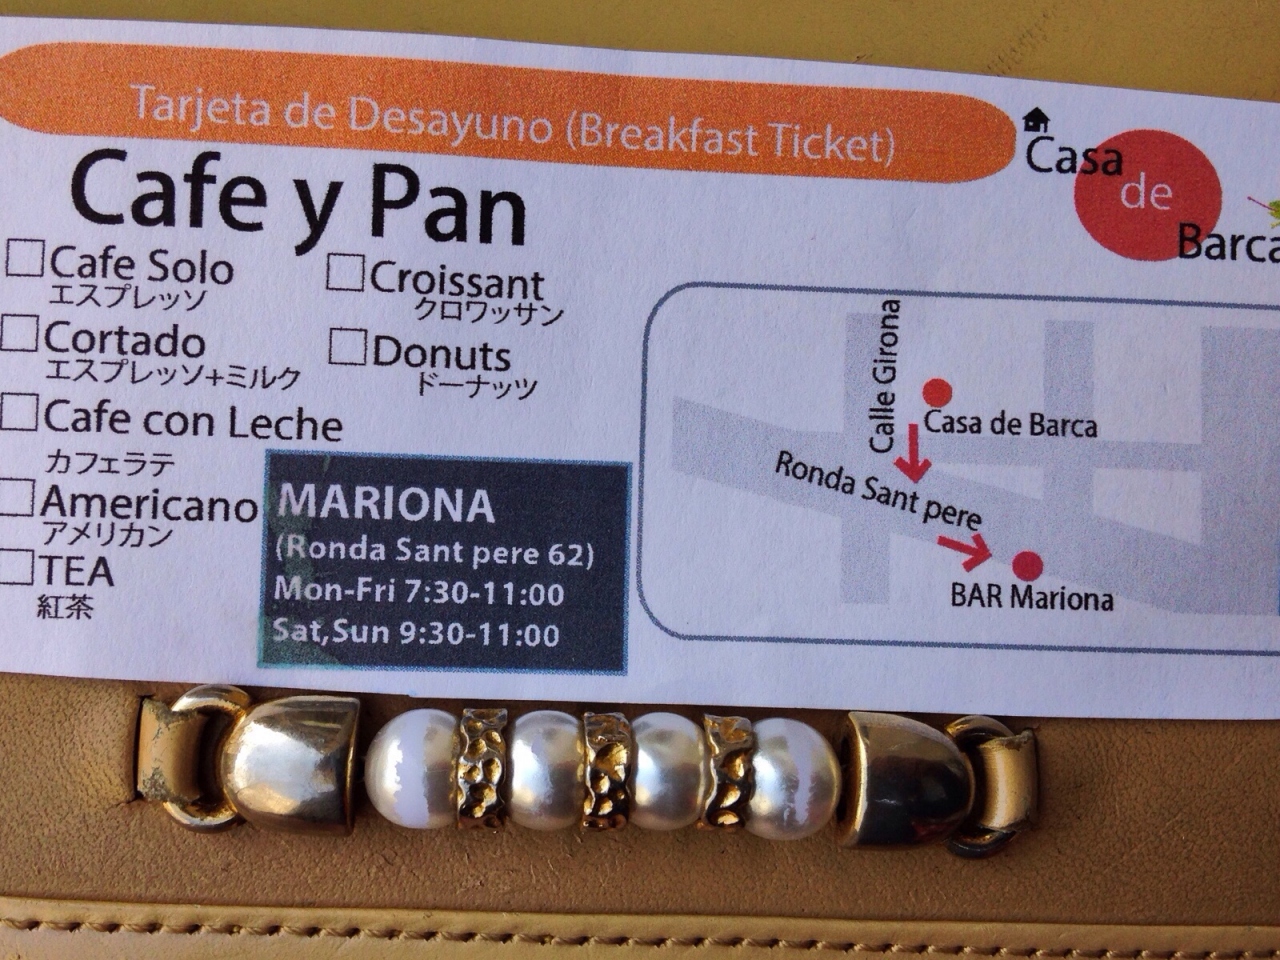 Tarjeta de Desayuno (Breakfast Ticket)
Casa
de
Barca
Cafe y Pan
Cafe Solo
エスプレッソ
Cortado
エスプレッソ+ミルク
Cafe con Leche
カフェラテ
Americano
アメリカン
TEA
紅茶
Croissant
クロワッサン
Donuts
ドーナッツ
MARIONA
(Ronda Sant pere 62)
Mon-Fri 7:30-11:00
Sat,Sun 9:30-11:00
Calle Girona
Casa de Barca
Ronda Sant pere
BAR Mariona